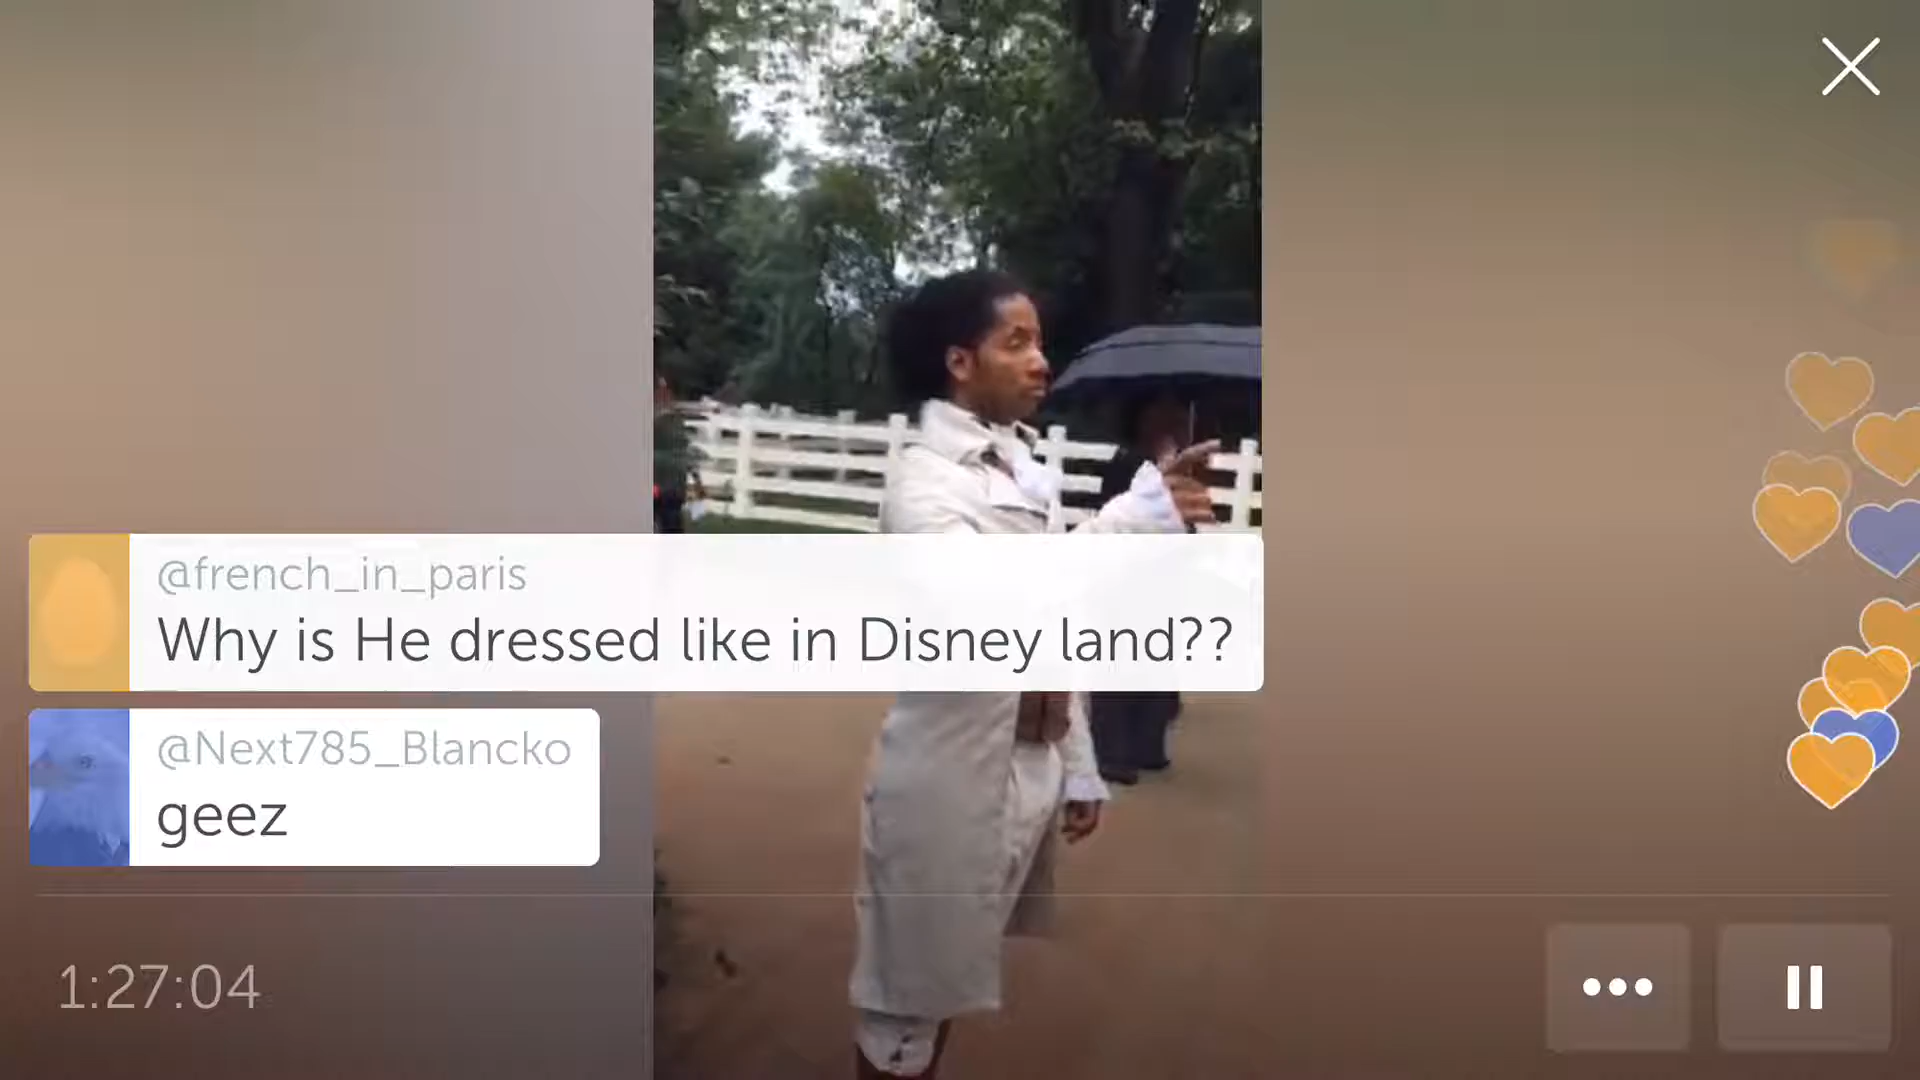 @french_in_paris
Why is He dressed like in Disney land??
@Next785_Blancko
geez
1:27:04